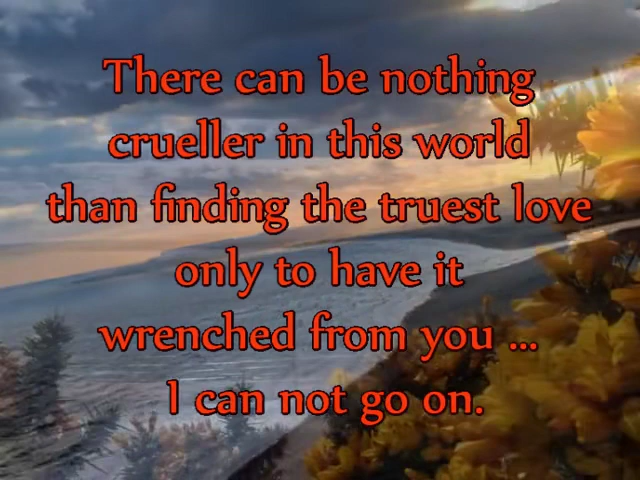 There can be nothing
crueller in this world
than finding the truest love
only to have it
wrenched from you ...
I can not go on.